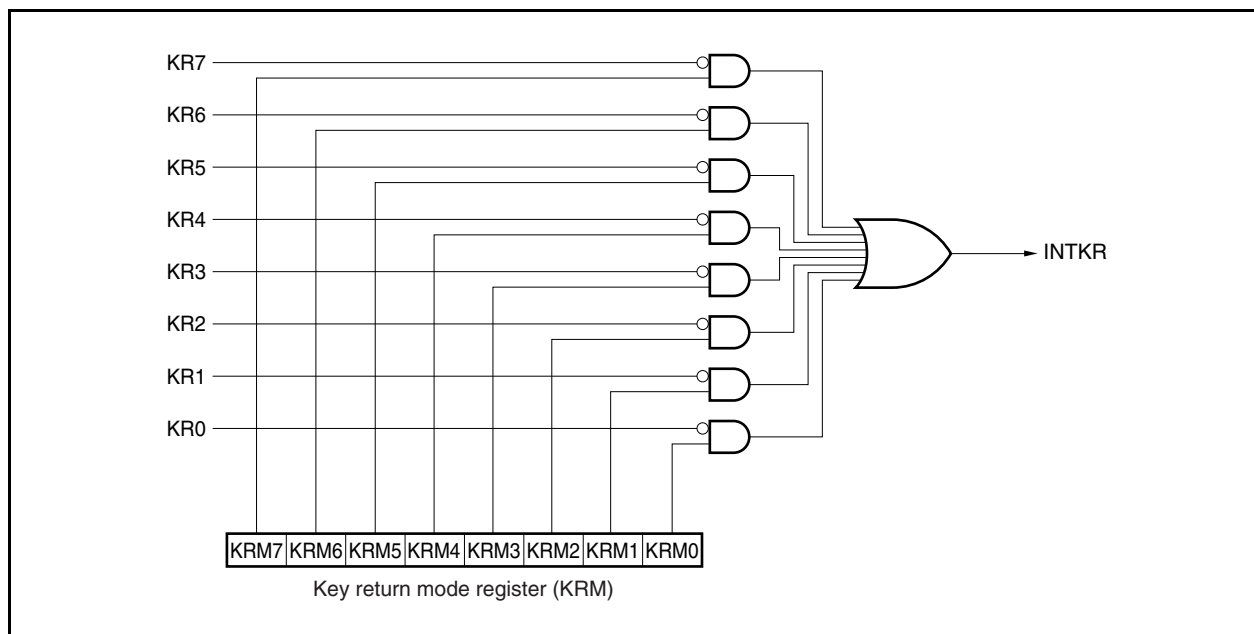 KR7
KR6
KR5
KR4
KR3
INTKR
KR2
KR1
KR0
KRM7 KRM6 KRM5 KRM4 KRM3 KRM2 KRM1 KRM0
Key return mode register (KRM)